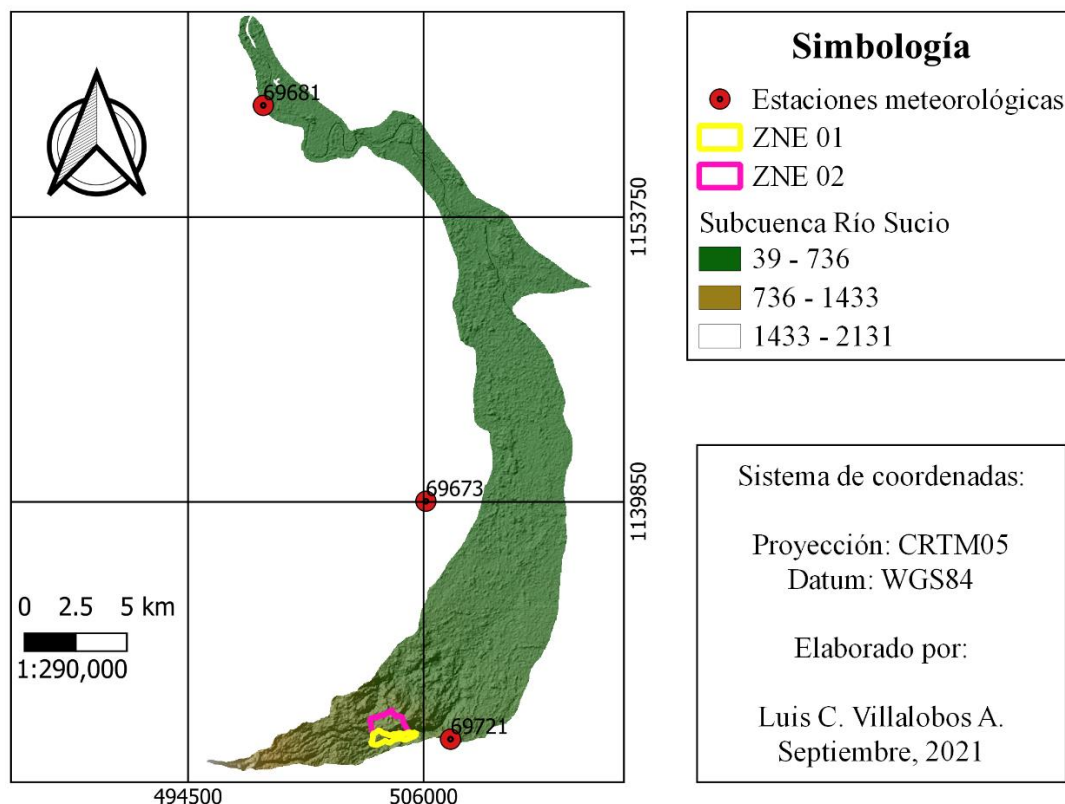 69681
69673
69721
1153750
1139850
494500
506000
0 2.5 5 km
1:290,000
Simbología
Estaciones meteorológicas
ZNE 01
ZNE 02
Subcuenca Río Sucio
39 - 736
736 - 1433
1433 - 2131
Sistema de coordenadas:
Proyección: CRTM05
Datum: WGS84
Elaborado por:
Luis C. Villalobos A.
Septiembre, 2021